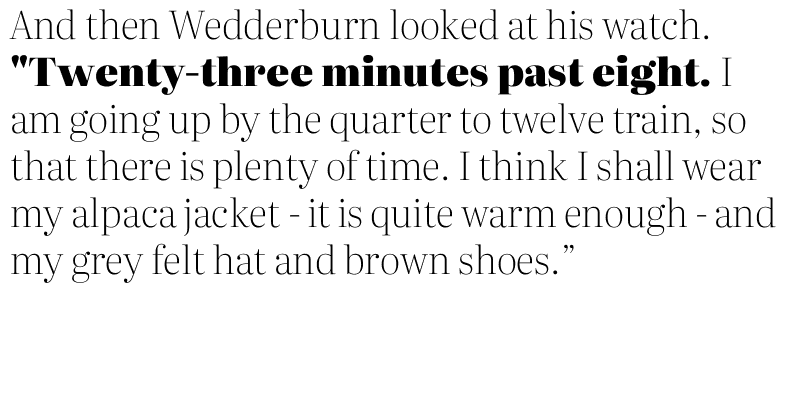 And then Wedderburn looked at his watch.
"Twenty-three minutes past eight. I
am going up by the quarter to twelve train, so
that there is plenty of time. I think I shall wear
my alpaca jacket - it is quite warm enough - and
my grey felt hat and brown shoes.”